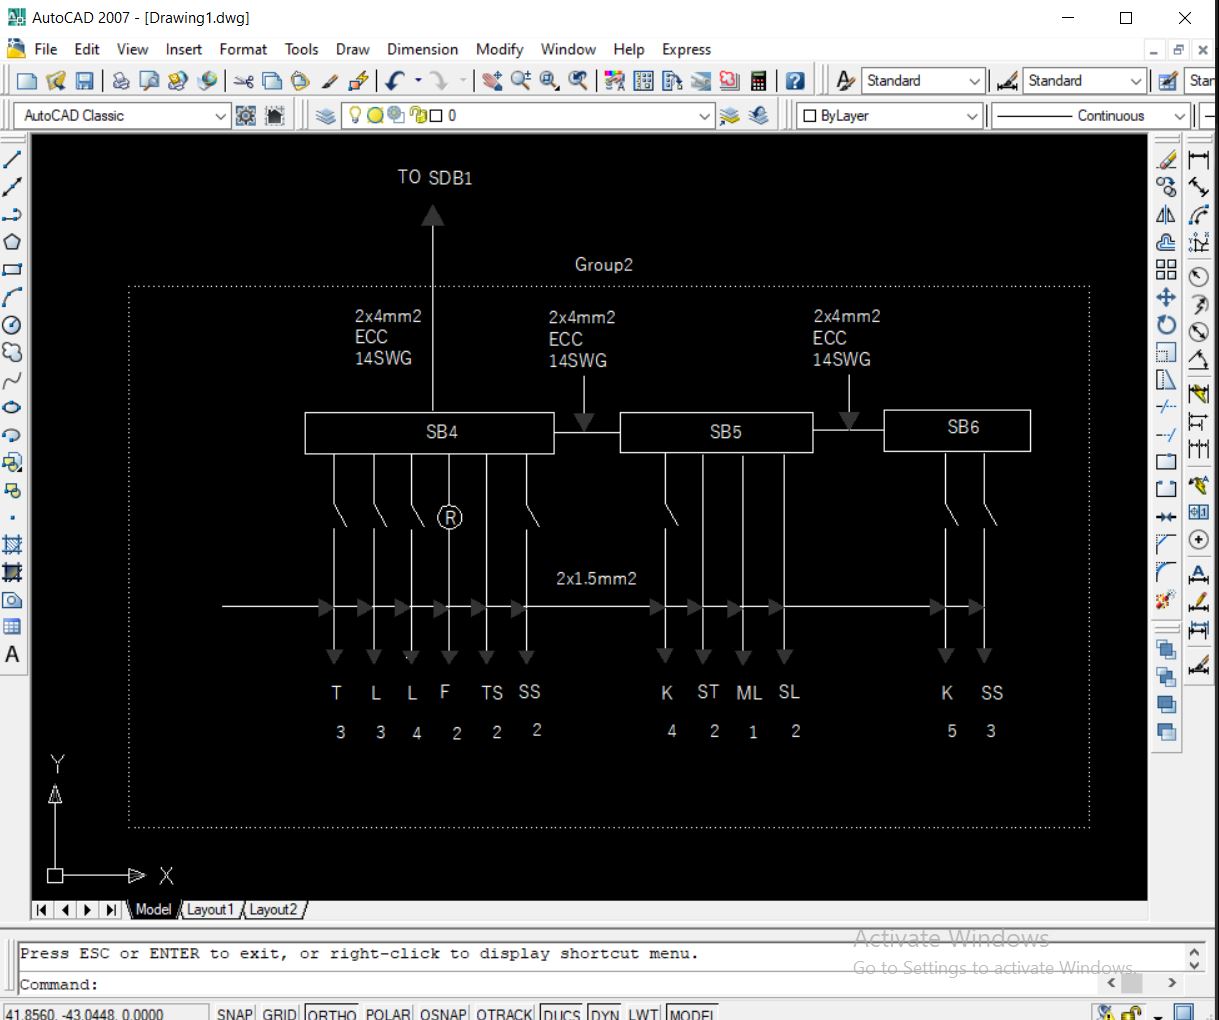 AutoCAD 2007 - [Drawing1.dwg]
File Edit View Insert Format Tools Draw Dimension Modify Window Help Express
Standard Standard Stan
AutoCAD Classic 0 ByLayer Continuous
TO SDB1
Group2
2x4mm2
ECC
14SWG
2x4mm2
ECC
14SWG
2x4mm2
ECC
14SWG
SB4 SB5 SB6
R
2x1.5mm2
T L L F TS SS K ST ML SL K SS
3 3 4 2 2 2 4 2 1 2 5 3
Y
X
A
Model Layout1 Layout2
Press ESC or ENTER to exit, or right-click to display shortcut menu.
Command:
Activate Windows
Go to Settings to activate Windows.
41.8560, -43.0448, 0.0000 SNAP GRID ORTHO POLAR OSNAP OTRACK DUCS DYN LWT MODEL